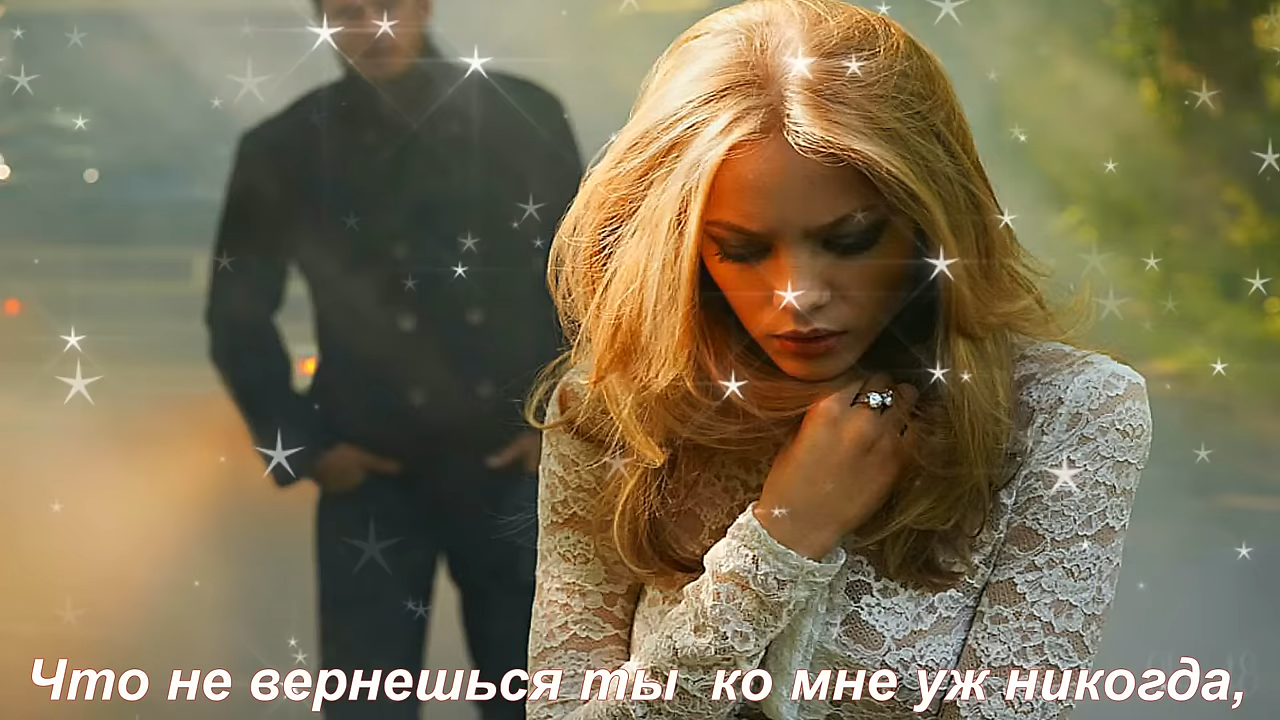 Что не вернешься ты ко мне уж никогда,